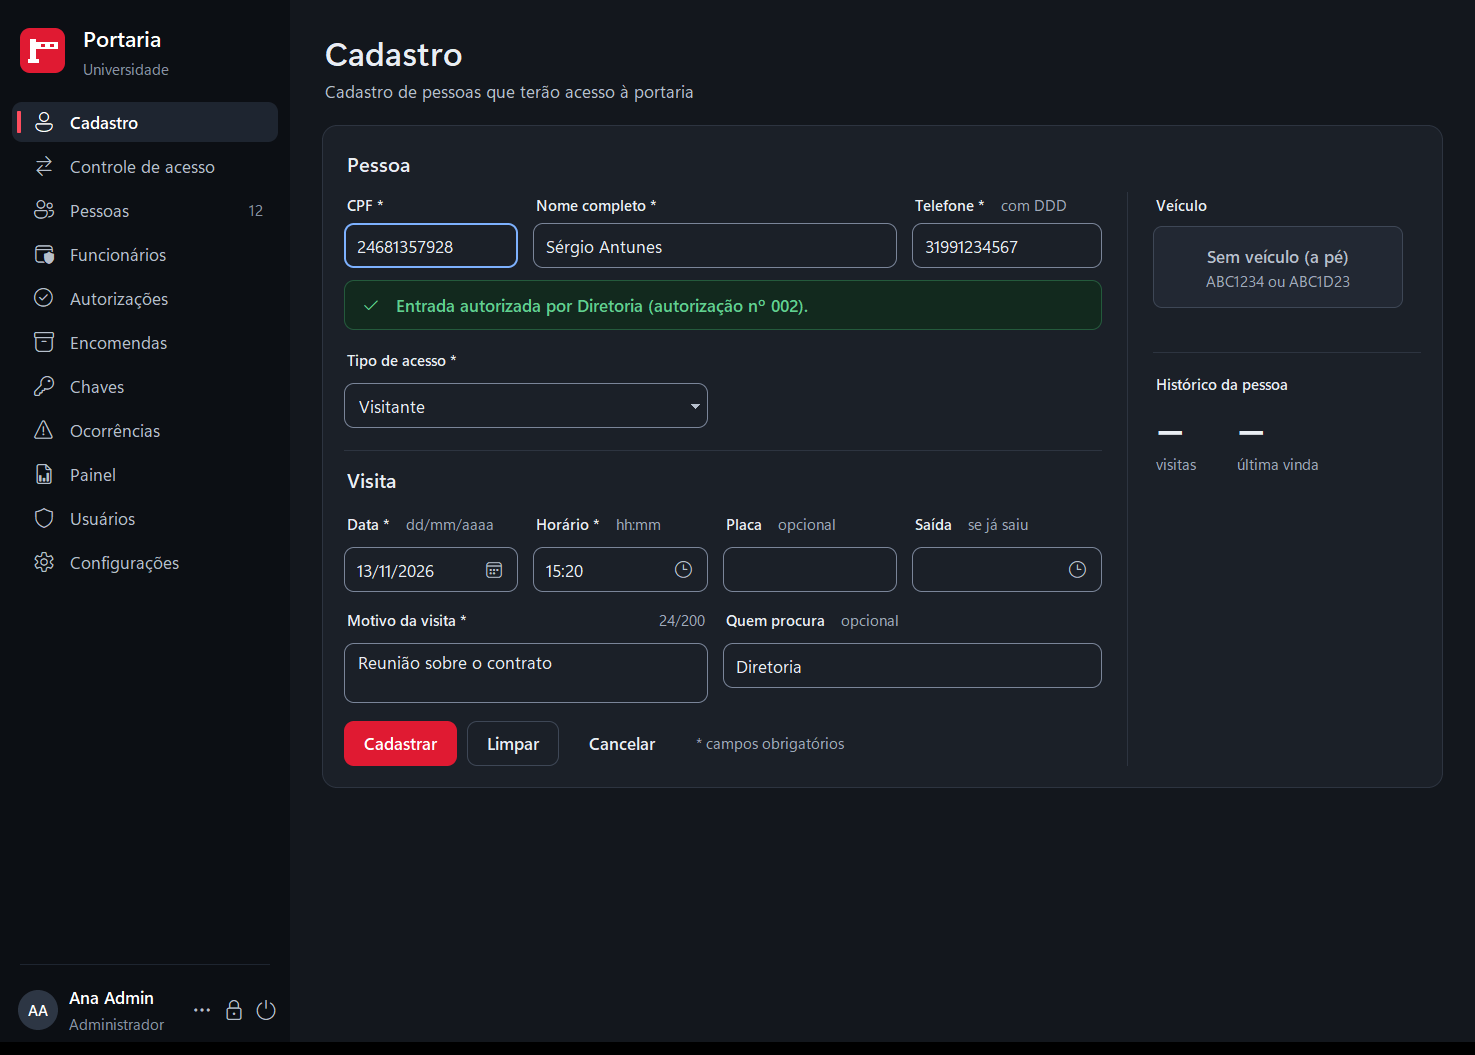 Portaria
Universidade
Cadastro
Controle de acesso
Pessoas 12
Funcionários
Autorizações
Encomendas
Chaves
Ocorrências
Painel
Usuários
Configurações
AA
Ana Admin
Administrador
Cadastro
Cadastro de pessoas que terão acesso à portaria
Pessoa
CPF * Nome completo * Telefone * com DDD
24681357928 Sérgio Antunes 31991234567
Entrada autorizada por Diretoria (autorização nº 002).
Tipo de acesso *
Visitante
Visita
Data * dd/mm/aaaa Horário * hh:mm Placa opcional Saída se já saiu
13/11/2026 15:20
Motivo da visita * 24/200 Quem procura opcional
Reunião sobre o contrato Diretoria
Cadastrar Limpar Cancelar * campos obrigatórios
Veículo
Sem veículo (a pé)
ABC1234 ou ABC1D23
Histórico da pessoa
— —
visitas última vinda